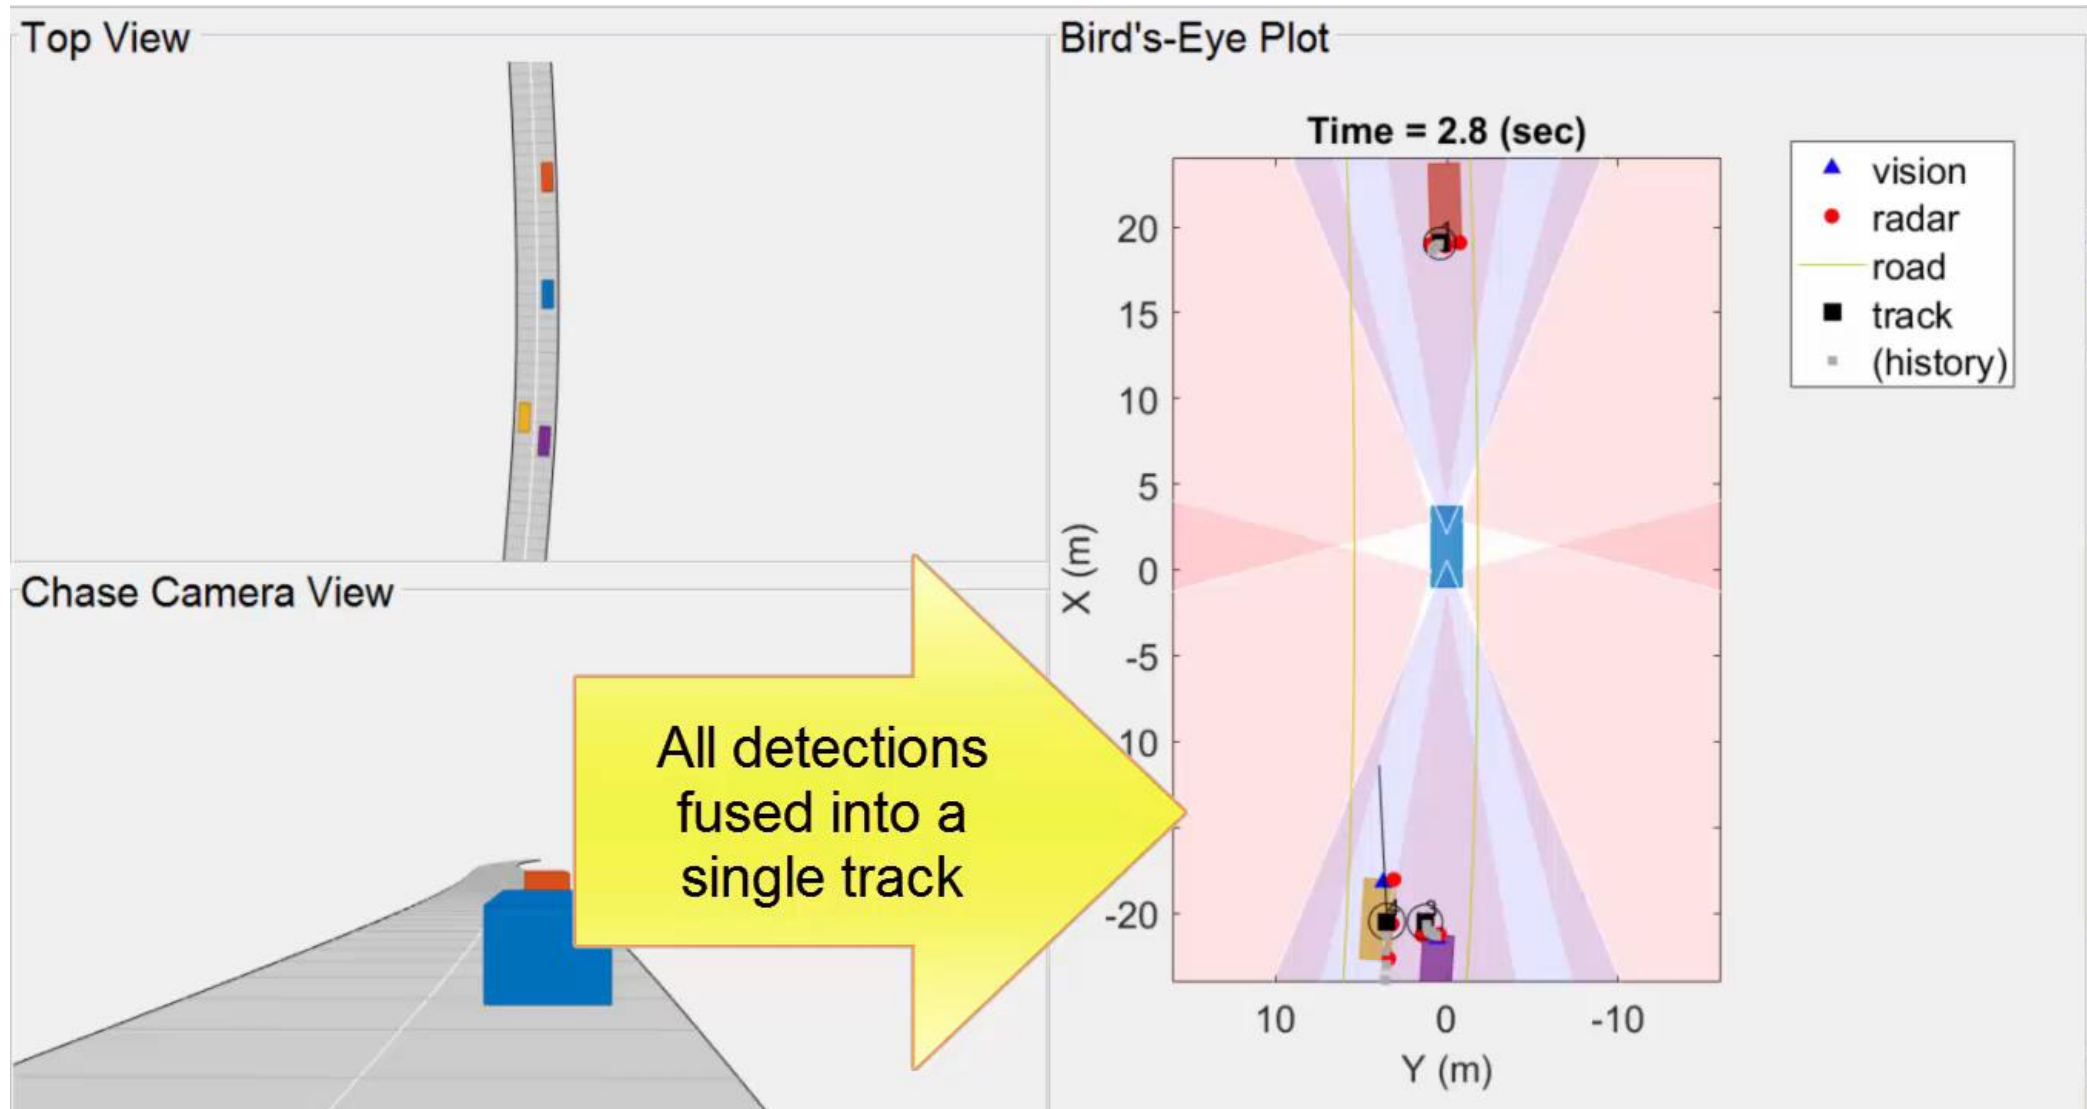 Top View
Bird's-Eye Plot
Time = 2.8 (sec)
vision
radar
road
track
(history)
20
15
10
5
0
-5
-10
-20
X (m)
10
0
-10
Y (m)
Chase Camera View
All detections
fused into a
single track